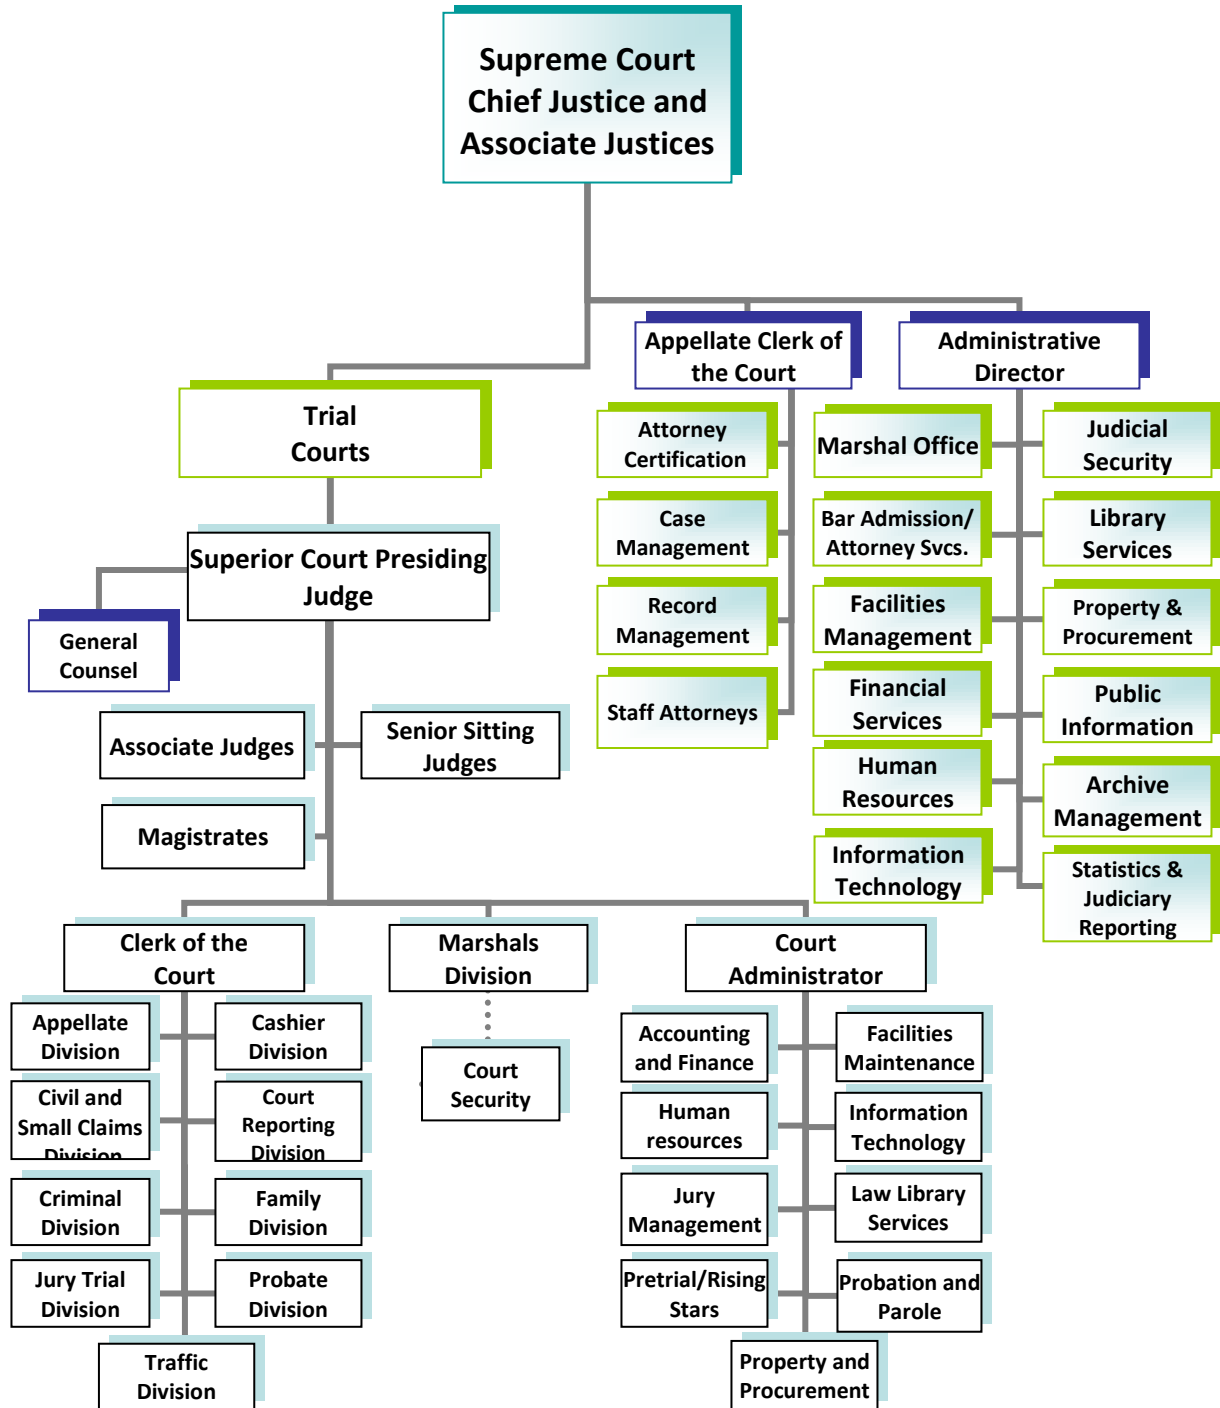 Supreme Court
Chief Justice and
Associate Justices
Appellate Clerk of
the Court
Administrative
Director
Trial
Courts
Attorney
Certification
Marshal Office
Judicial
Security
Case
Management
Bar Admission/
Attorney Svcs.
Library
Services
Superior Court Presiding
Judge
General
Counsel
Record
Management
Facilities
Management
Property &
Procurement
Staff Attorneys
Financial
Services
Public
Information
Associate Judges
Senior Sitting
Judges
Human
Resources
Archive
Management
Magistrates
Information
Technology
Statistics &
Judiciary
Reporting
Clerk of the
Court
Marshals
Division
Court
Administrator
Appellate
Division
Cashier
Division
Court
Security
Accounting
and Finance
Facilities
Maintenance
Civil and
Small Claims
Division
Court
Reporting
Division
Human
resources
Information
Technology
Criminal
Division
Family
Division
Jury
Management
Law Library
Services
Jury Trial
Division
Probate
Division
Pretrial/Rising
Stars
Probation and
Parole
Traffic
Division
Property and
Procurement